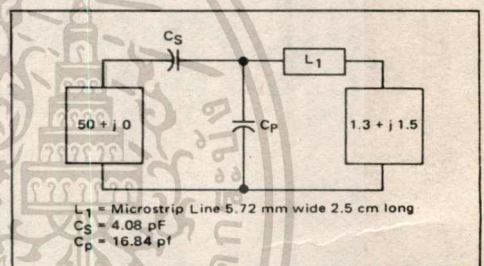 Cs
L1
50 + j 0
Cp
1.3 + j 1.5
L1 = Microstrip Line 5.72 mm wide 2.5 cm long
Cs = 4.08 pF
Cp = 16.84 pf